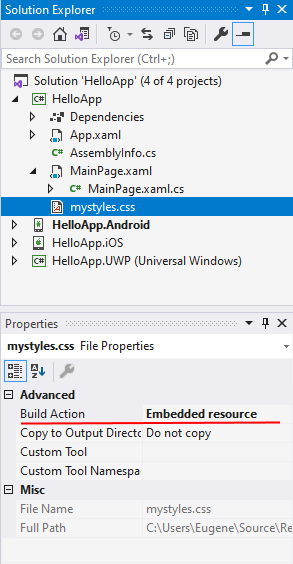 Solution Explorer
Search Solution Explorer (Ctrl+;)
Solution 'HelloApp' (4 of 4 projects)
C# HelloApp
Dependencies
App.xaml
C# AssemblyInfo.cs
MainPage.xaml
C# MainPage.xaml.cs
mystyles.css
HelloApp.Android
HelloApp.iOS
C# HelloApp.UWP (Universal Windows)
Properties
mystyles.css File Properties
Advanced
Build Action Embedded resource
Copy to Output Directo Do not copy
Custom Tool
Custom Tool Namespac
Misc
File Name mystyles.css
Full Path C:\Users\Eugene\Source\Re